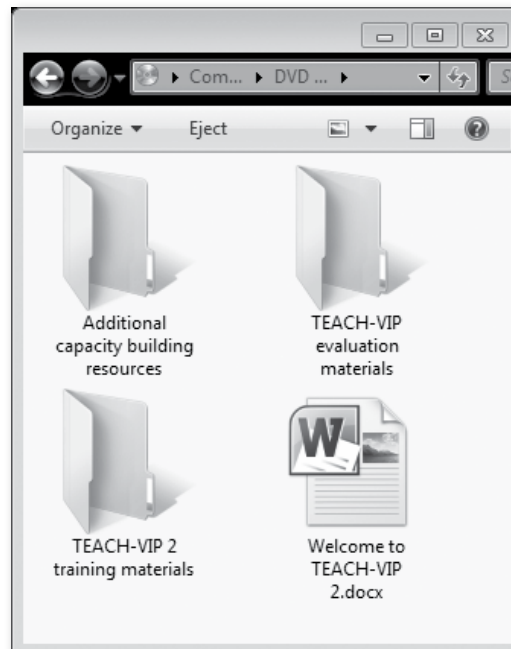 Com... DVD ...
Organize Eject
Additional
capacity building
resources
TEACH-VIP
evaluation
materials
TEACH-VIP 2
training materials
W
Welcome to
TEACH-VIP
2.docx